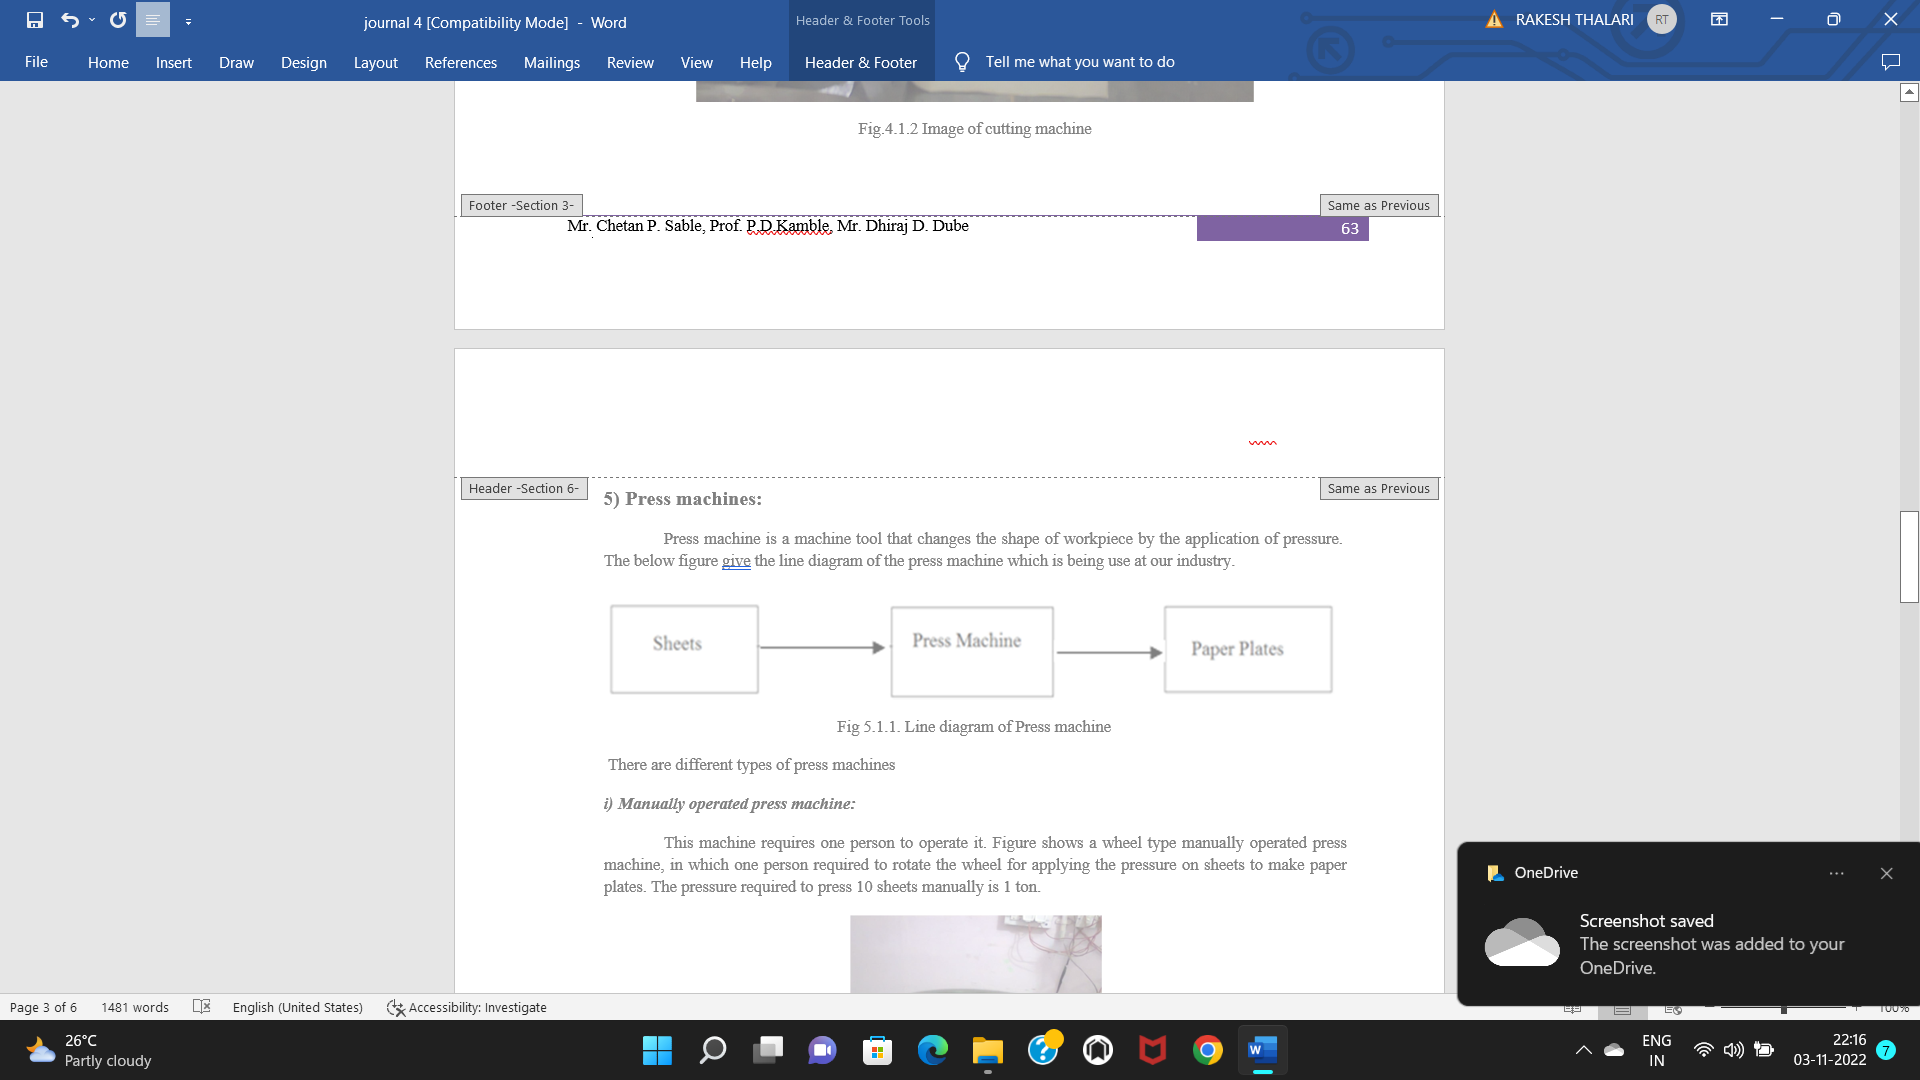 journal 4 [Compatibility Mode] - Word
Header & Footer Tools
RAKESH THALARI
RT
File Home Insert Draw Design Layout References Mailings Review View Help Header & Footer Tell me what you want to do
Fig.4.1.2 Image of cutting machine
Footer -Section 3-
Same as Previous
Mr. Chetan P. Sable, Prof. P.D.Kamble, Mr. Dhiraj D. Dube
63
Header -Section 6-
Same as Previous
5) Press machines:
Press machine is a machine tool that changes the shape of workpiece by the application of pressure.
The below figure give the line diagram of the press machine which is being use at our industry.
Sheets
Press Machine
Paper Plates
Fig 5.1.1. Line diagram of Press machine
There are different types of press machines
i) Manually operated press machine:
This machine requires one person to operate it. Figure shows a wheel type manually operated press
machine, in which one person required to rotate the wheel for applying the pressure on sheets to make paper
plates. The pressure required to press 10 sheets manually is 1 ton.
OneDrive
Screenshot saved
The screenshot was added to your
OneDrive.
Page 3 of 6 1481 words English (United States) Accessibility: Investigate
100%
26°C
Partly cloudy
ENG
IN
22:16
03-11-2022
7